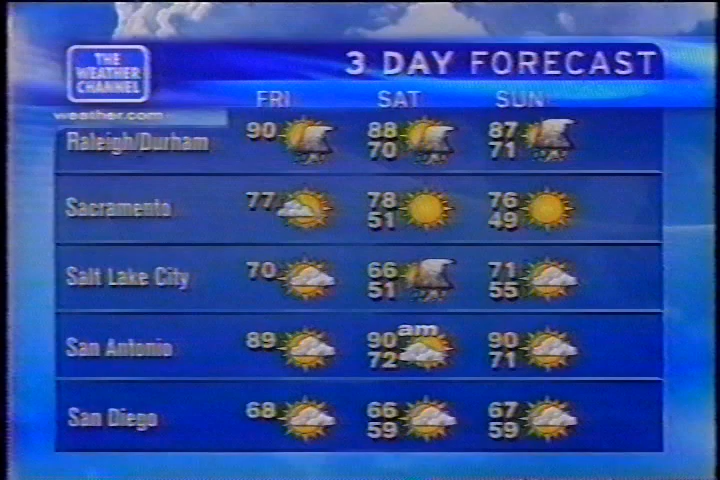 THE
WEATHER
CHANNEL
3 DAY FORECAST
weather.com
FRI SAT SUN
Raleigh/Durham 90 88 87
70 71
Sacramento 77 78 76
51 49
Salt Lake City 70 66 71
51 55
am
San Antonio 89 90 90
72 71
San Diego 68 66 67
59 59